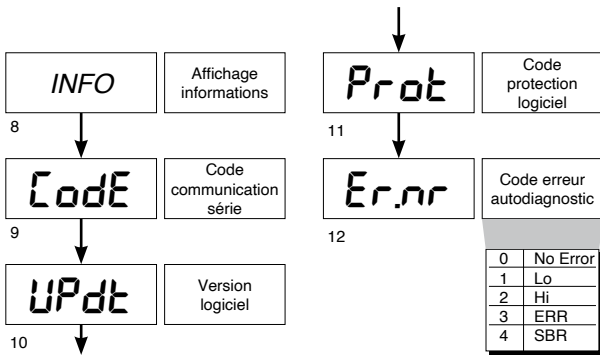 INFO
Affichage
informations
8
CodE
Code
communication
série
9
UPdt
Version
logiciel
10
Prot
Code
protection
logiciel
11
Er.nr
Code erreur
autodiagnostic
12
0 No Error
1 Lo
2 Hi
3 ERR
4 SBR